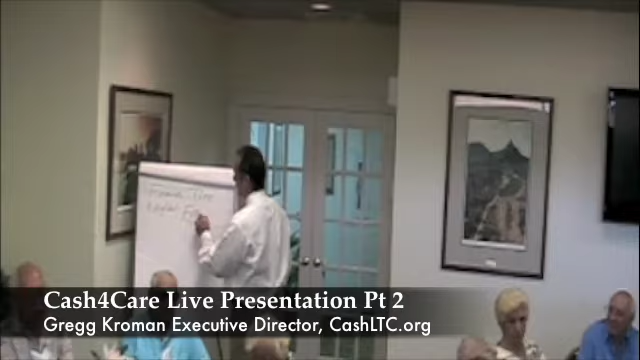 Cash4Care Live Presentation Pt 2
Gregg Kroman Executive Director, CashLTC.org